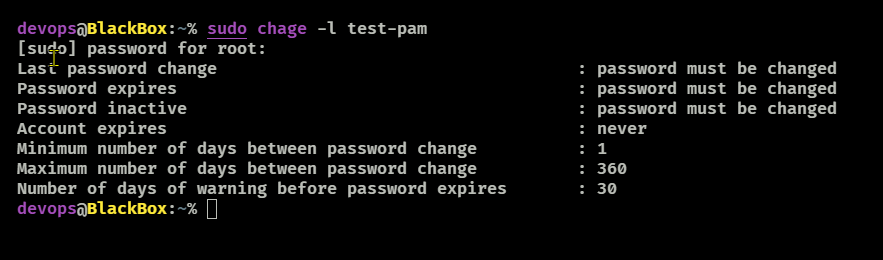 devops@BlackBox:~% sudo chage -l test-pam
[sudo] password for root:
Last password change                                    : password must be changed
Password expires                                        : password must be changed
Password inactive                                       : password must be changed
Account expires                                         : never
Minimum number of days between password change          : 1
Maximum number of days between password change          : 360
Number of days of warning before password expires       : 30
devops@BlackBox:~%